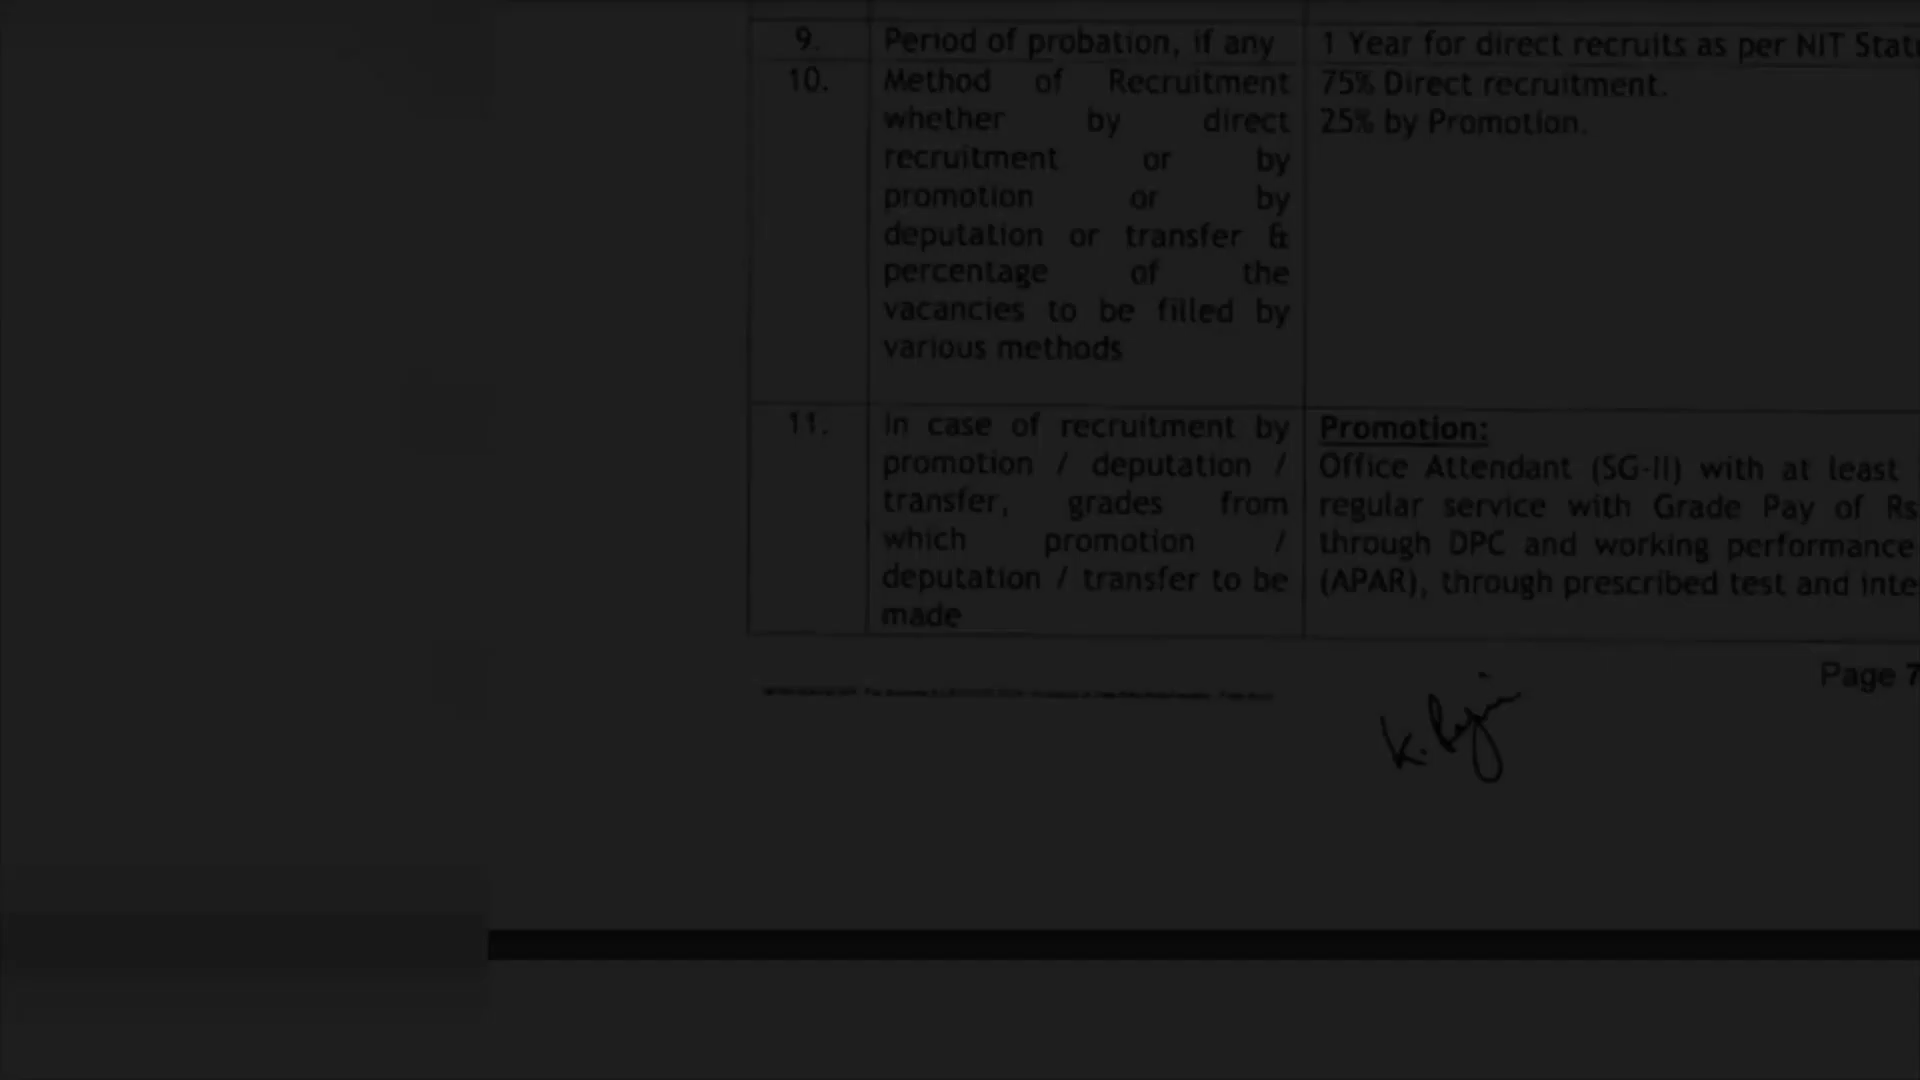 9. Period of probation, if any 1 Year for direct recruits as per NIT
10. Method of Recruitment 75% Direct recruitment.
whether by direct 25% by Promotion.
recruitment or by
promotion or by
deputation or transfer &
percentage of the
vacancies to be filled by
various methods
11. In case of recruitment by Promotion:
promotion / deputation / Office Attendant (SG-II) with at least
transfer, grades from regular service with Grade Pay of Rs
which promotion / through DPC and working performance
deputation / transfer to be (APAR), through prescribed test and
made
Page 7